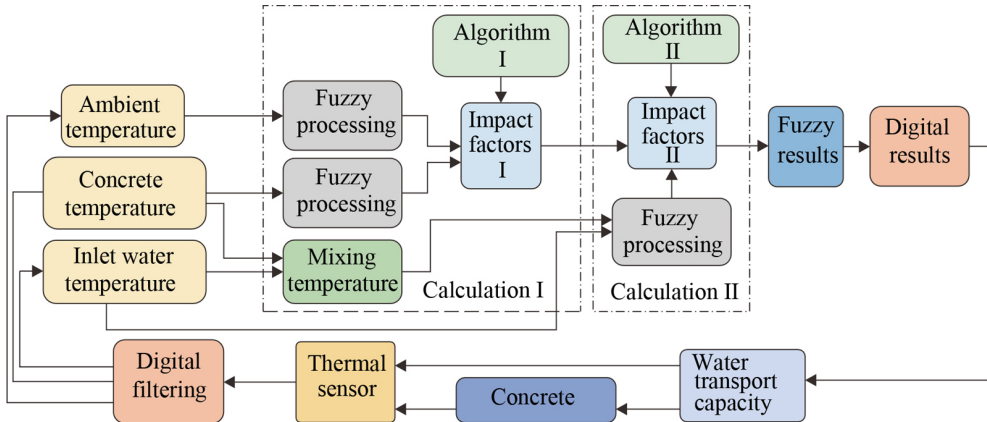 Algorithm
I
Algorithm
II
Ambient
temperature
Fuzzy
processing
Impact
factors
I
Impact
factors
II
Fuzzy
results
Digital
results
Concrete
temperature
Fuzzy
processing
Inlet water
temperature
Mixing
temperature
Fuzzy
processing
Calculation I
Calculation II
Digital
filtering
Thermal
sensor
Concrete
Water
transport
capacity